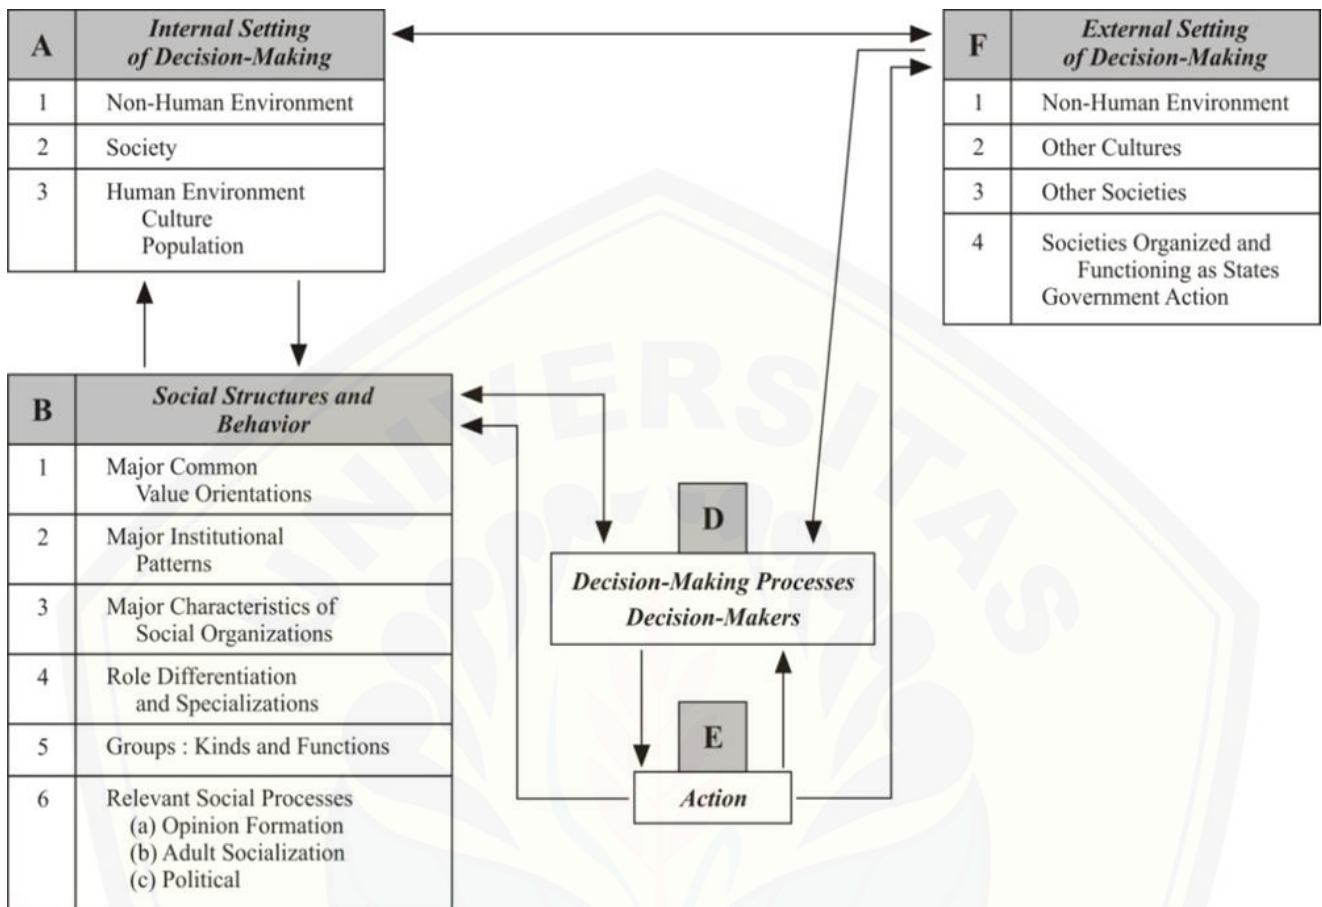 A
Internal Setting
of Decision-Making
1
Non-Human Environment
2
Society
3
Human Environment
Culture
Population
F
External Setting
of Decision-Making
1
Non-Human Environment
2
Other Cultures
3
Other Societies
4
Societies Organized and
Functioning as States
Government Action
B
Social Structures and
Behavior
1
Major Common
Value Orientations
2
Major Institutional
Patterns
3
Major Characteristics of
Social Organizations
4
Role Differentiation
and Specializations
5
Groups : Kinds and Functions
6
Relevant Social Processes
(a) Opinion Formation
(b) Adult Socialization
(c) Political
D
Decision-Making Processes
Decision-Makers
E
Action
UNIVERSITAS